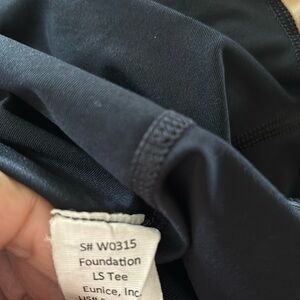 S# W0315
Foundation
LS Tee
Eunice, Inc.